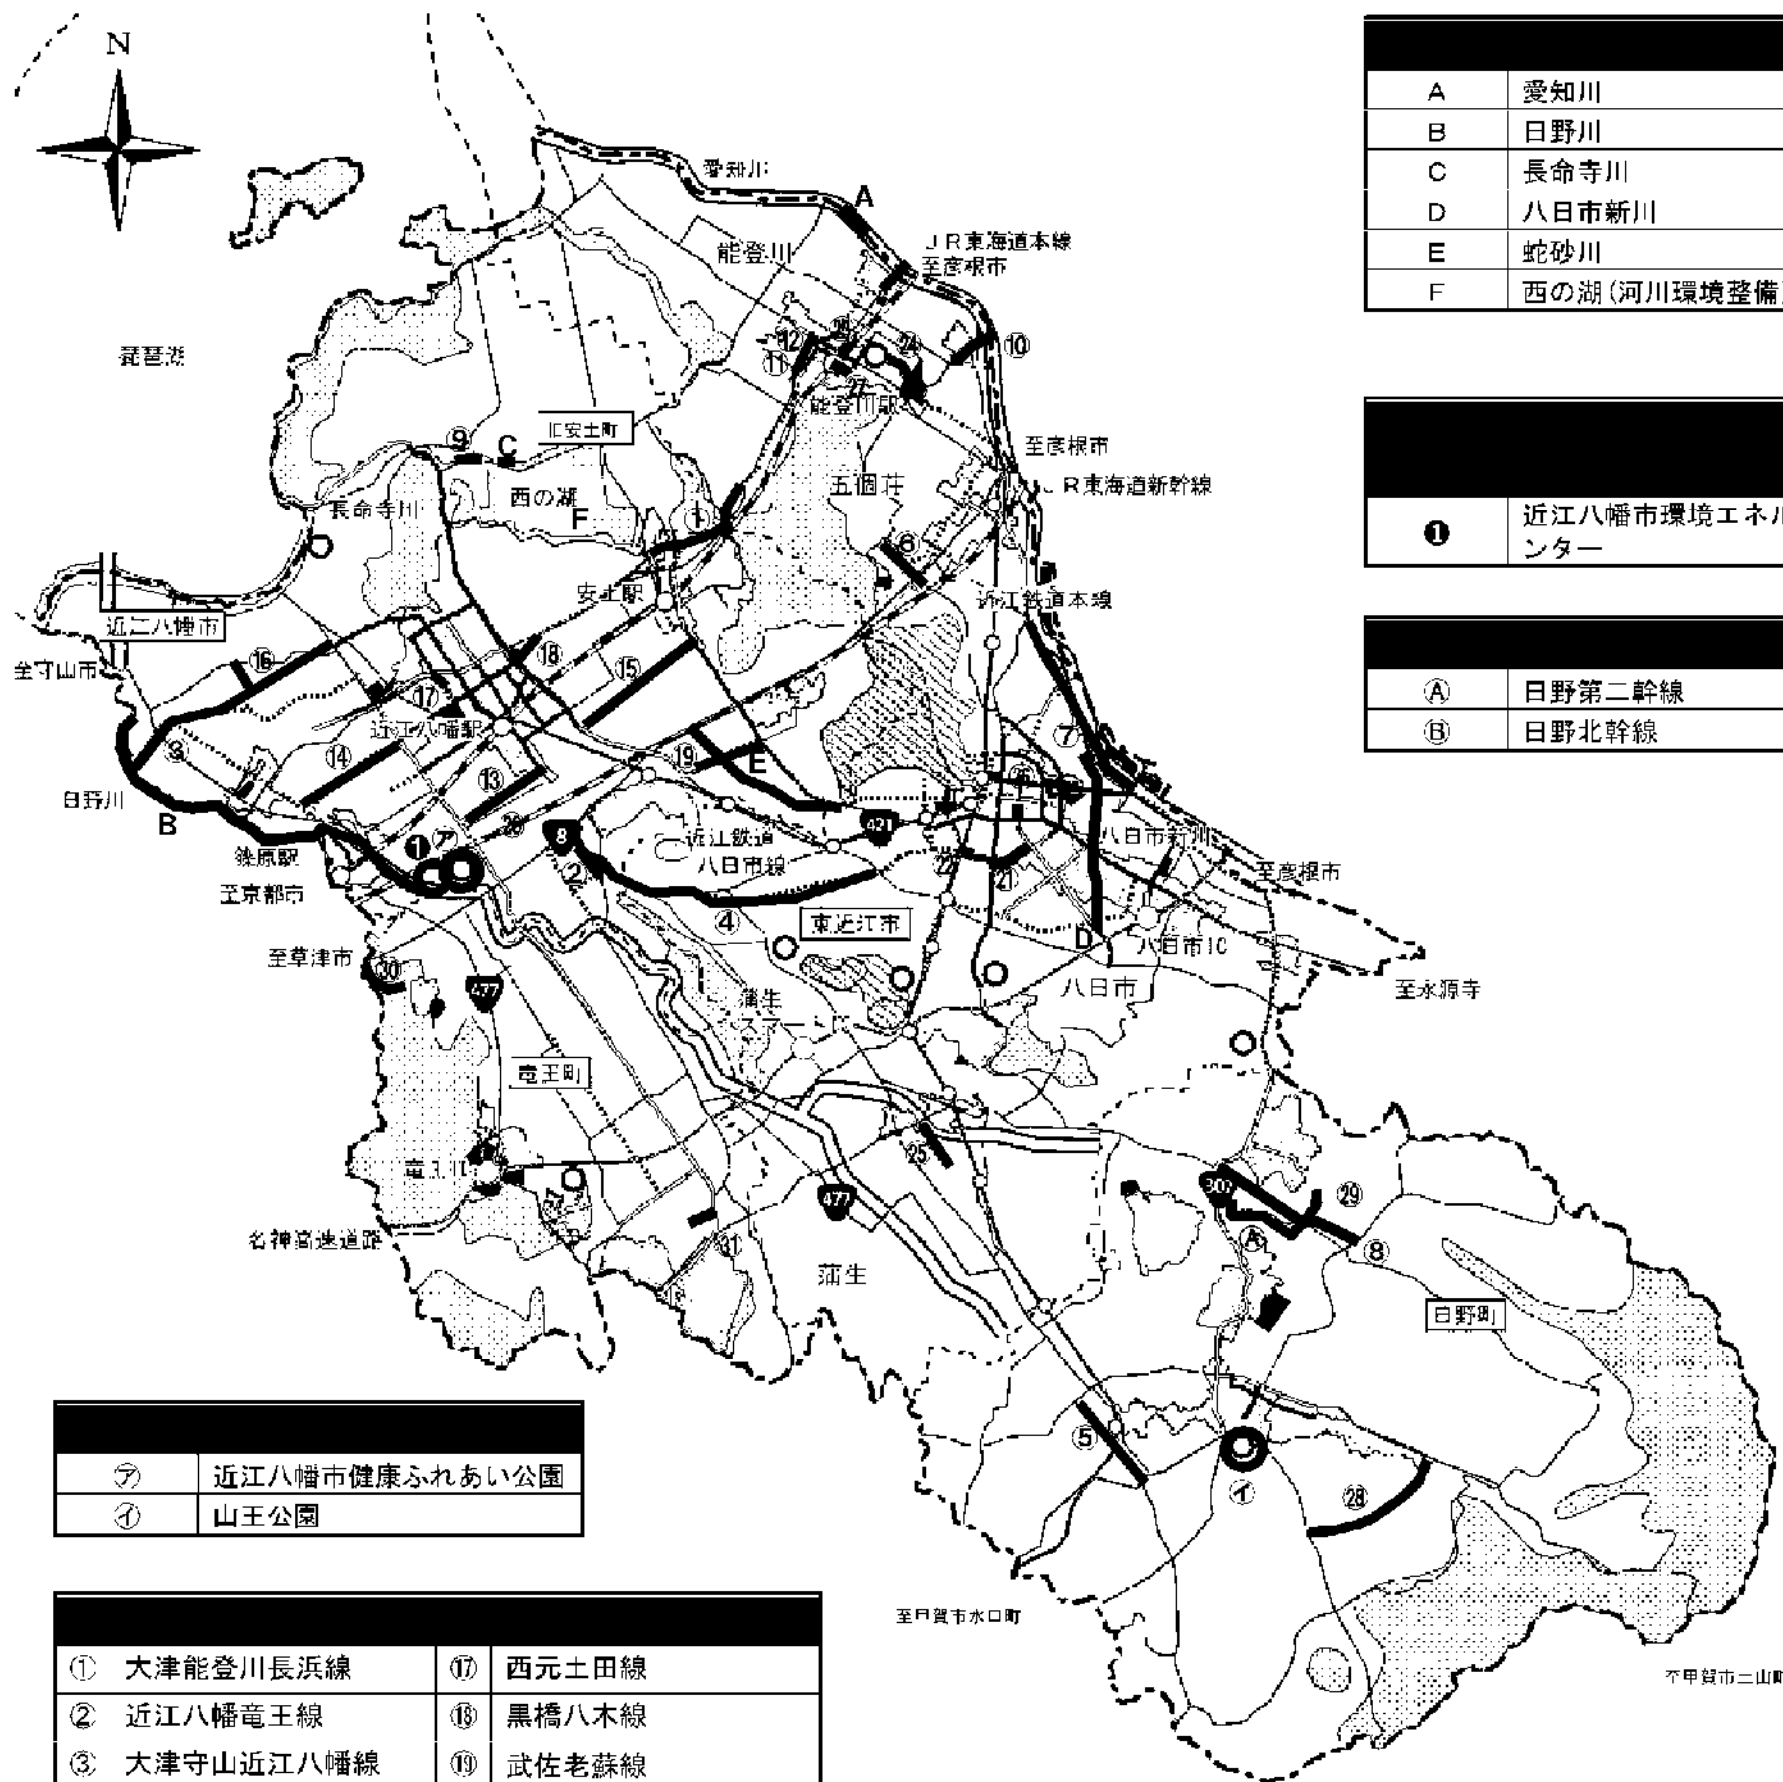 N
A 愛知川
B 日野川
C 長命寺川
D 八日市新川
E 蛇砂川
F 西の湖(河川環境整備)
❶ 近江八幡市環境エネル
ンター
Ⓐ 日野第二幹線
Ⓑ 日野北幹線
愛知川
A
能登川
JR東海道本線
至彦根市
琵琶湖
⑫
⑪
㉔
⑩
㉗
能登川駅
旧安土町
至彦根市
⑨
C
西の湖
F
長命寺川
①
五個荘
JR東海道新幹線
⑥
安土駅
近江鉄道本線
近江八幡市
至守山市
⑯
⑱
⑮
⑰
近江八幡駅
③
⑭
⑬
⑲
E
⑦
日野川
B
❶
㋐
⑳
8
②
近江鉄道
八日市線
421
㉒
㉑
八日市新川
篠原駅
至京都市
至彦根市
④
東近江市
D
八日市IC
至草津市
㉚
477
蒲生
スマートIC
八日市
至永源寺
竜王町
竜王IC
㉕
477
307
㉙
Ⓐ
⑧
名神高速道路
㉛
蒲生
日野町
⑤
㋑
㉘
至甲賀市水口町
至甲賀市土山町
㋐ 近江八幡市健康ふれあい公園
㋑ 山王公園
① 大津能登川長浜線 ⑰ 西元土田線
② 近江八幡竜王線 ⑱ 黒橋八木線
③ 大津守山近江八幡線 ⑲ 武佐老蘇線